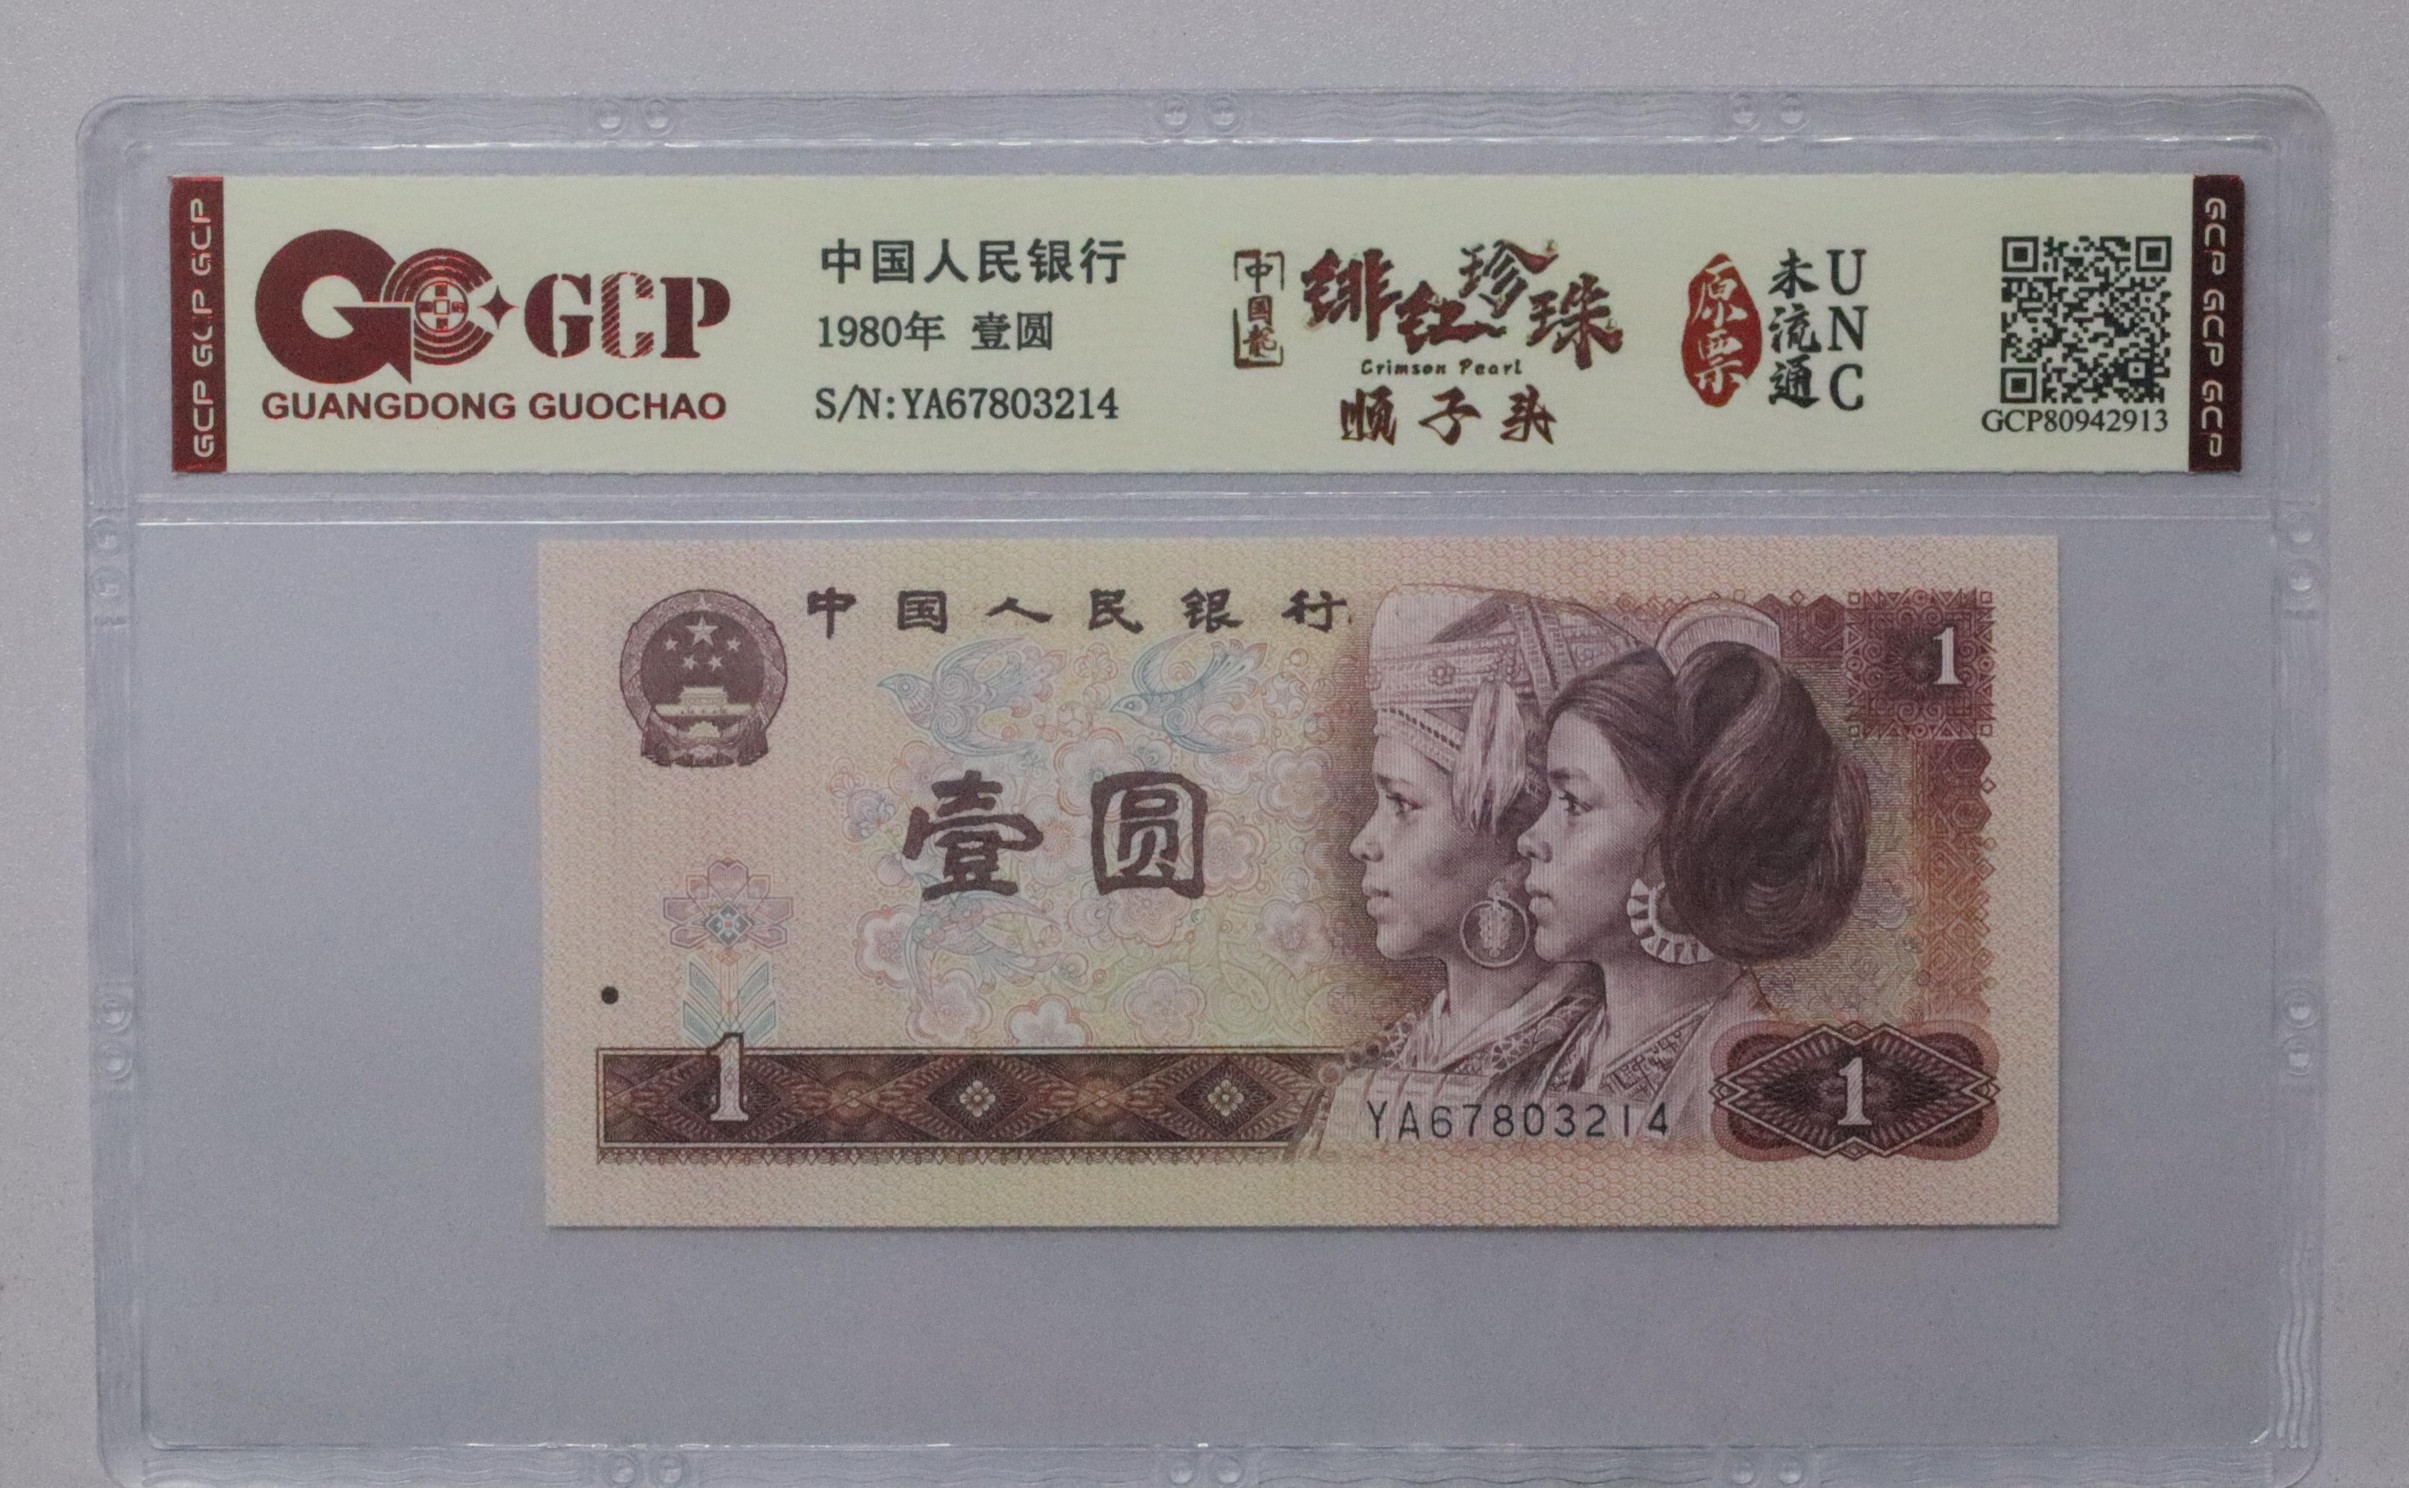 GCP GCP GCP
GCP
GUANGDONG GUOCHAO
中国人民银行
1980年 壹圆
S/N:YA67803214
中国龍
绯红珍珠
Crimson Pearl
顺子头
原票
未流通
UNC
GCP80942913
GCP GCP GCP
中国人民银行
1
壹圆
1
YA67803214
1